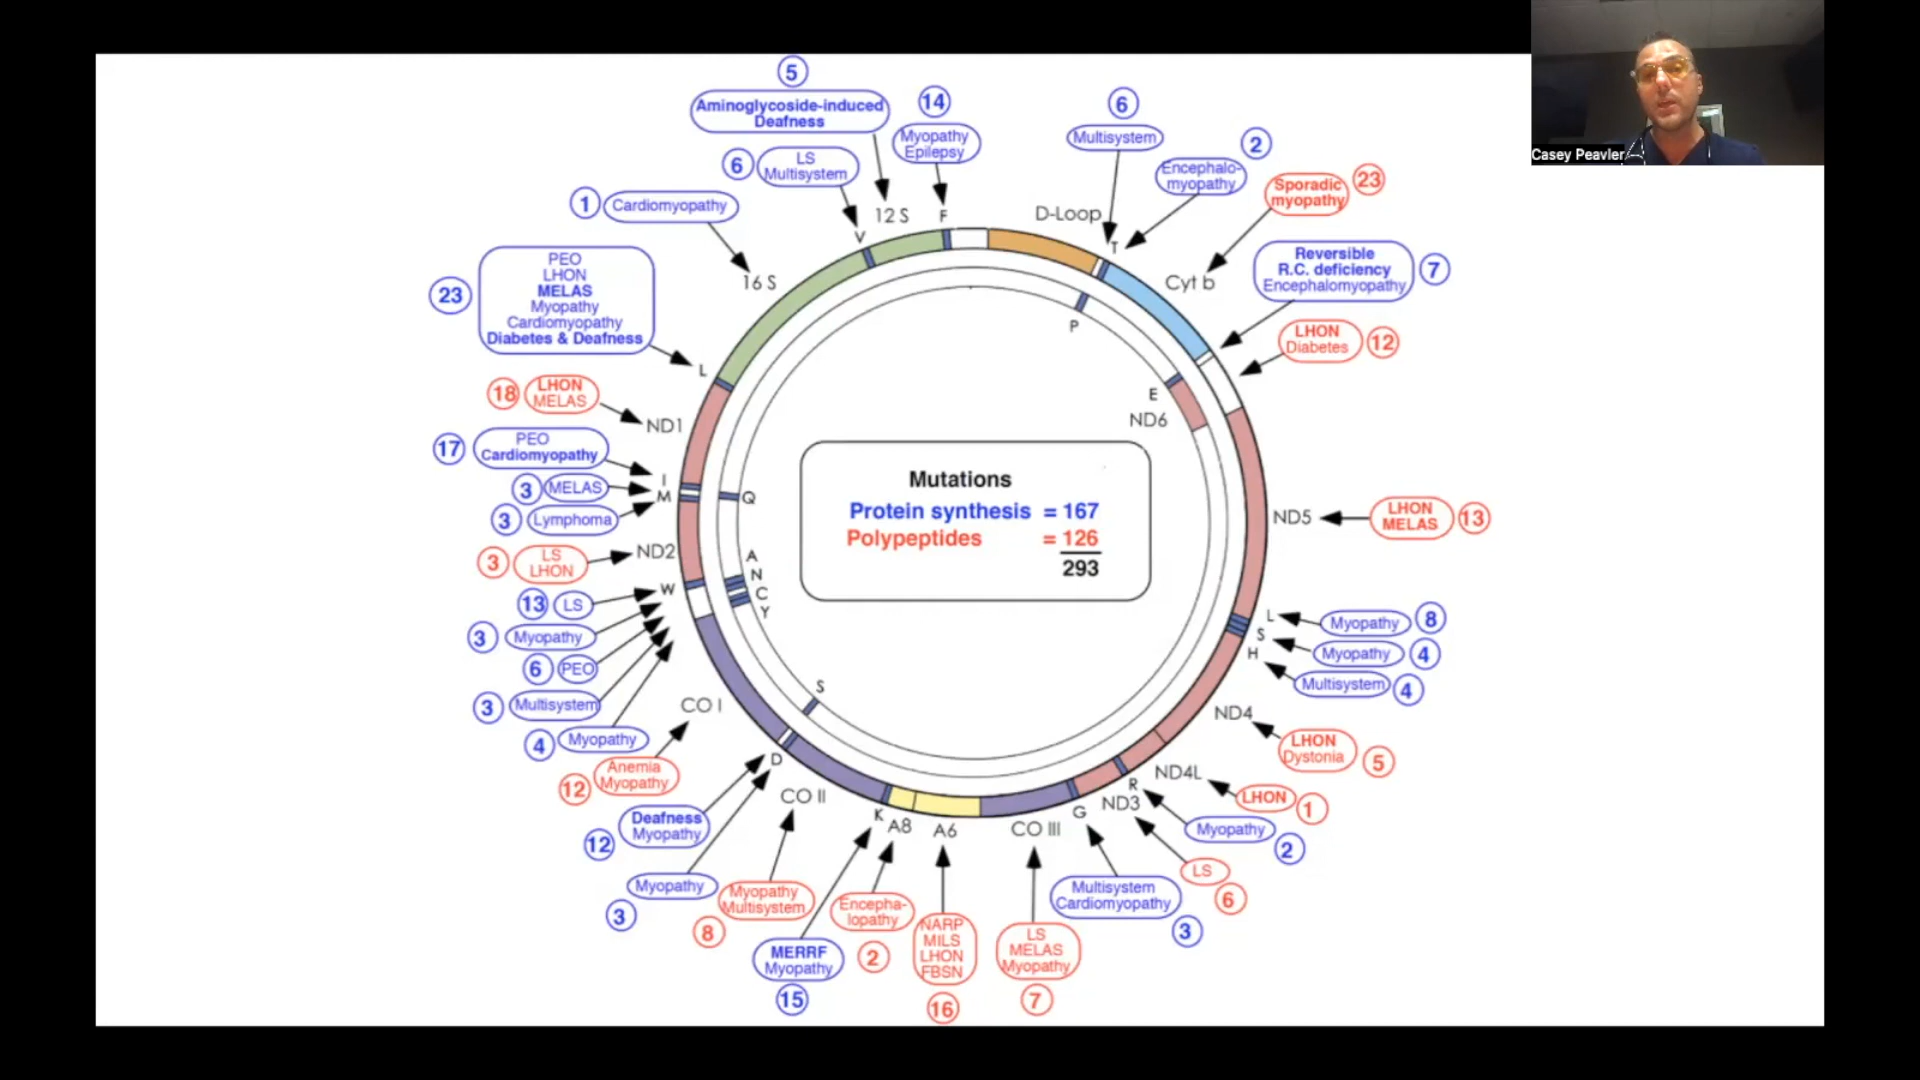 5
Aminoglycoside-induced
Deafness
14
Myopathy
Epilepsy
6
Multisystem
2
Encephalo-
myopathy
Sporadic
myopathy
23
6
LS
Multisystem
1
Cardiomyopathy
V
12 S
F
D-Loop
T
16 S
Cyt b
Reversible
R.C. deficiency
Encephalomyopathy
7
23
PEO
LHON
MELAS
Myopathy
Cardiomyopathy
Diabetes & Deafness
P
LHON
Diabetes
12
L
18
LHON
MELAS
ND1
E
ND6
17
PEO
Cardiomyopathy
I
3
MELAS
M
3
Lymphoma
Q
Mutations
Protein synthesis = 167
Polypeptides = 126
293
ND5
LHON
MELAS
13
3
LS
LHON
ND2
A
N
C
Y
W
13
LS
3
Myopathy
6
PEO
3
Multisystem
4
Myopathy
L
Myopathy
8
S
Myopathy
4
H
Multisystem
4
S
CO I
12
Anemia
Myopathy
ND4
LHON
Dystonia
5
D
12
Deafness
Myopathy
CO II
K
A8
A6
CO III
G
ND3
R
ND4L
LHON
1
Myopathy
2
LS
6
3
Myopathy
8
Myopathy
Multisystem
MERRF
Myopathy
15
Encepha-
lopathy
2
NARP
MILS
LHON
FBSN
16
LS
MELAS
Myopathy
7
Multisystem
Cardiomyopathy
3
Casey Peavler